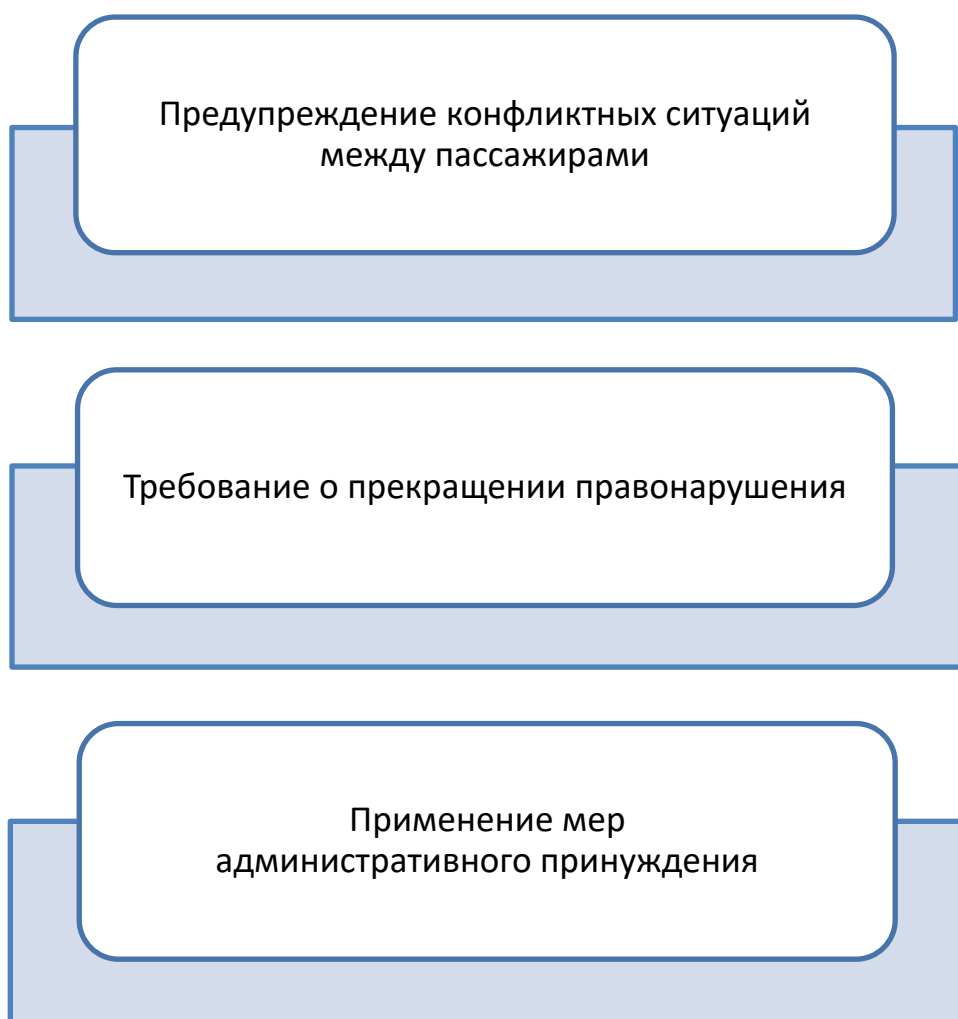 Предупреждение конфликтных ситуаций
между пассажирами
Требование о прекращении правонарушения
Применение мер
административного принуждения